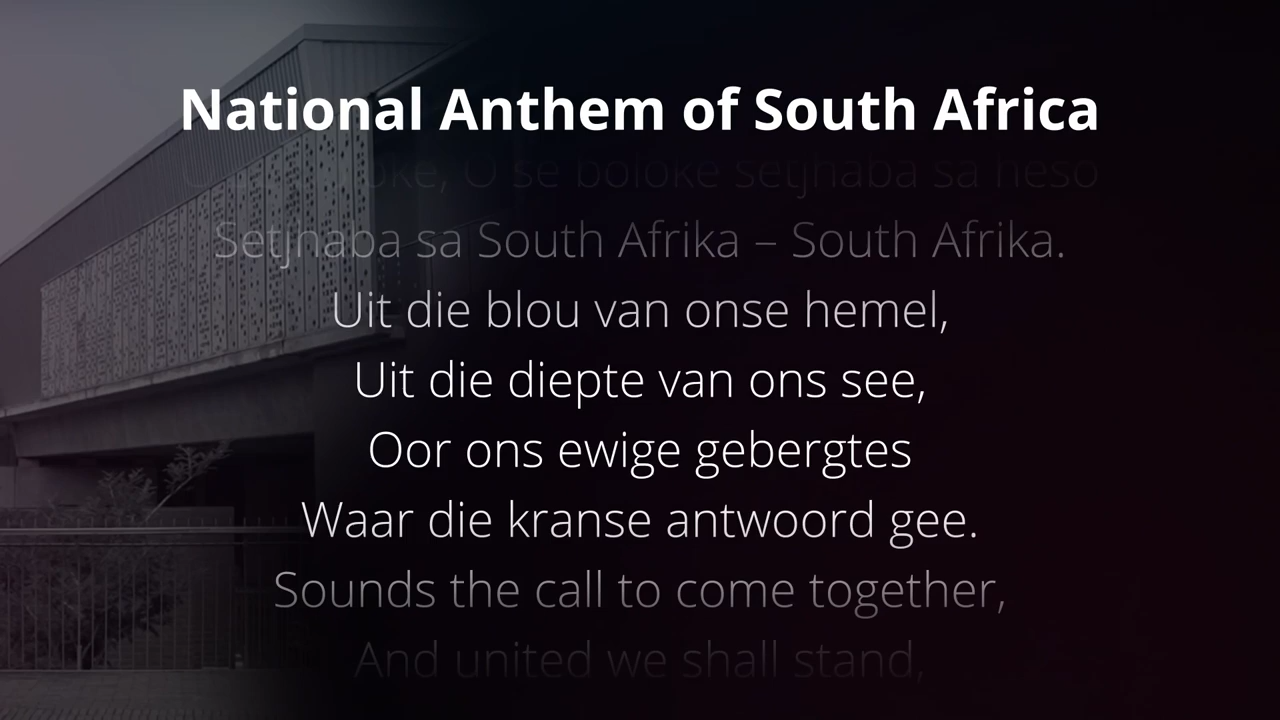 National Anthem of South Africa
O se boloke setjhaba sa heso
Setjhaba sa South Afrika – South Afrika.
Uit die blou van onse hemel,
Uit die diepte van ons see,
Oor ons ewige gebergtes
Waar die kranse antwoord gee.
Sounds the call to come together,
And united we shall stand,